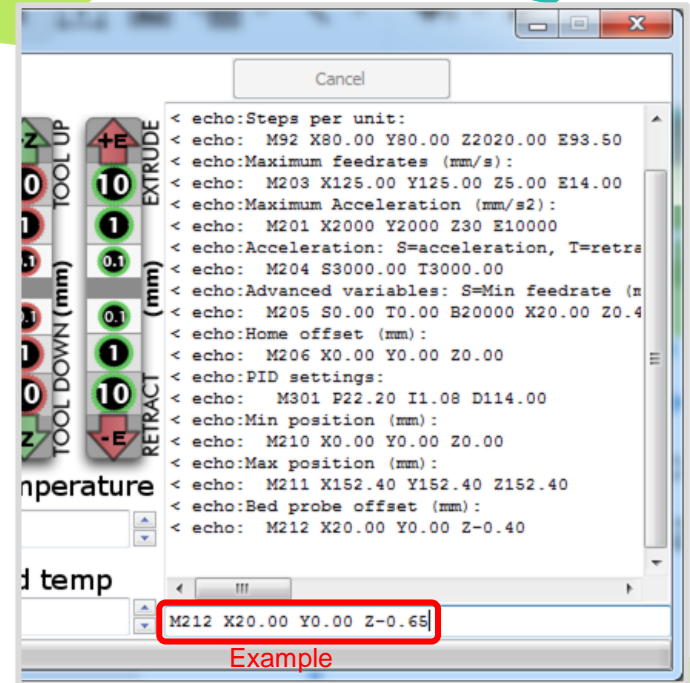 Cancel
< echo:Steps per unit:
< echo:  M92 X80.00 Y80.00 Z2020.00 E93.50
< echo:Maximum feedrates (mm/s):
< echo:  M203 X125.00 Y125.00 Z5.00 E14.00
< echo:Maximum Acceleration (mm/s2):
< echo:  M201 X2000 Y2000 Z30 E10000
< echo:Acceleration: S=acceleration, T=retra
< echo:  M204 S3000.00 T3000.00
< echo:Advanced variables: S=Min feedrate (m
< echo:  M205 S0.00 T0.00 B20000 X20.00 Z0.4
< echo:Home offset (mm):
< echo:  M206 X0.00 Y0.00 Z0.00
< echo:PID settings:
< echo:   M301 P22.20 I1.08 D114.00
< echo:Min position (mm):
< echo:  M210 X0.00 Y0.00 Z0.00
< echo:Max position (mm):
< echo:  M211 X152.40 Y152.40 Z152.40
< echo:Bed probe offset (mm):
< echo:  M212 X20.00 Y0.00 Z-0.40
M212 X20.00 Y0.00 Z-0.65
Example
Z
0
0.1
0.1
0
Z
TOOL UP
(mm)
TOOL DOWN
+E
10
1
0.1
0.1
1
10
-E
EXTRUDE
(mm)
RETRACT
nperature
d temp